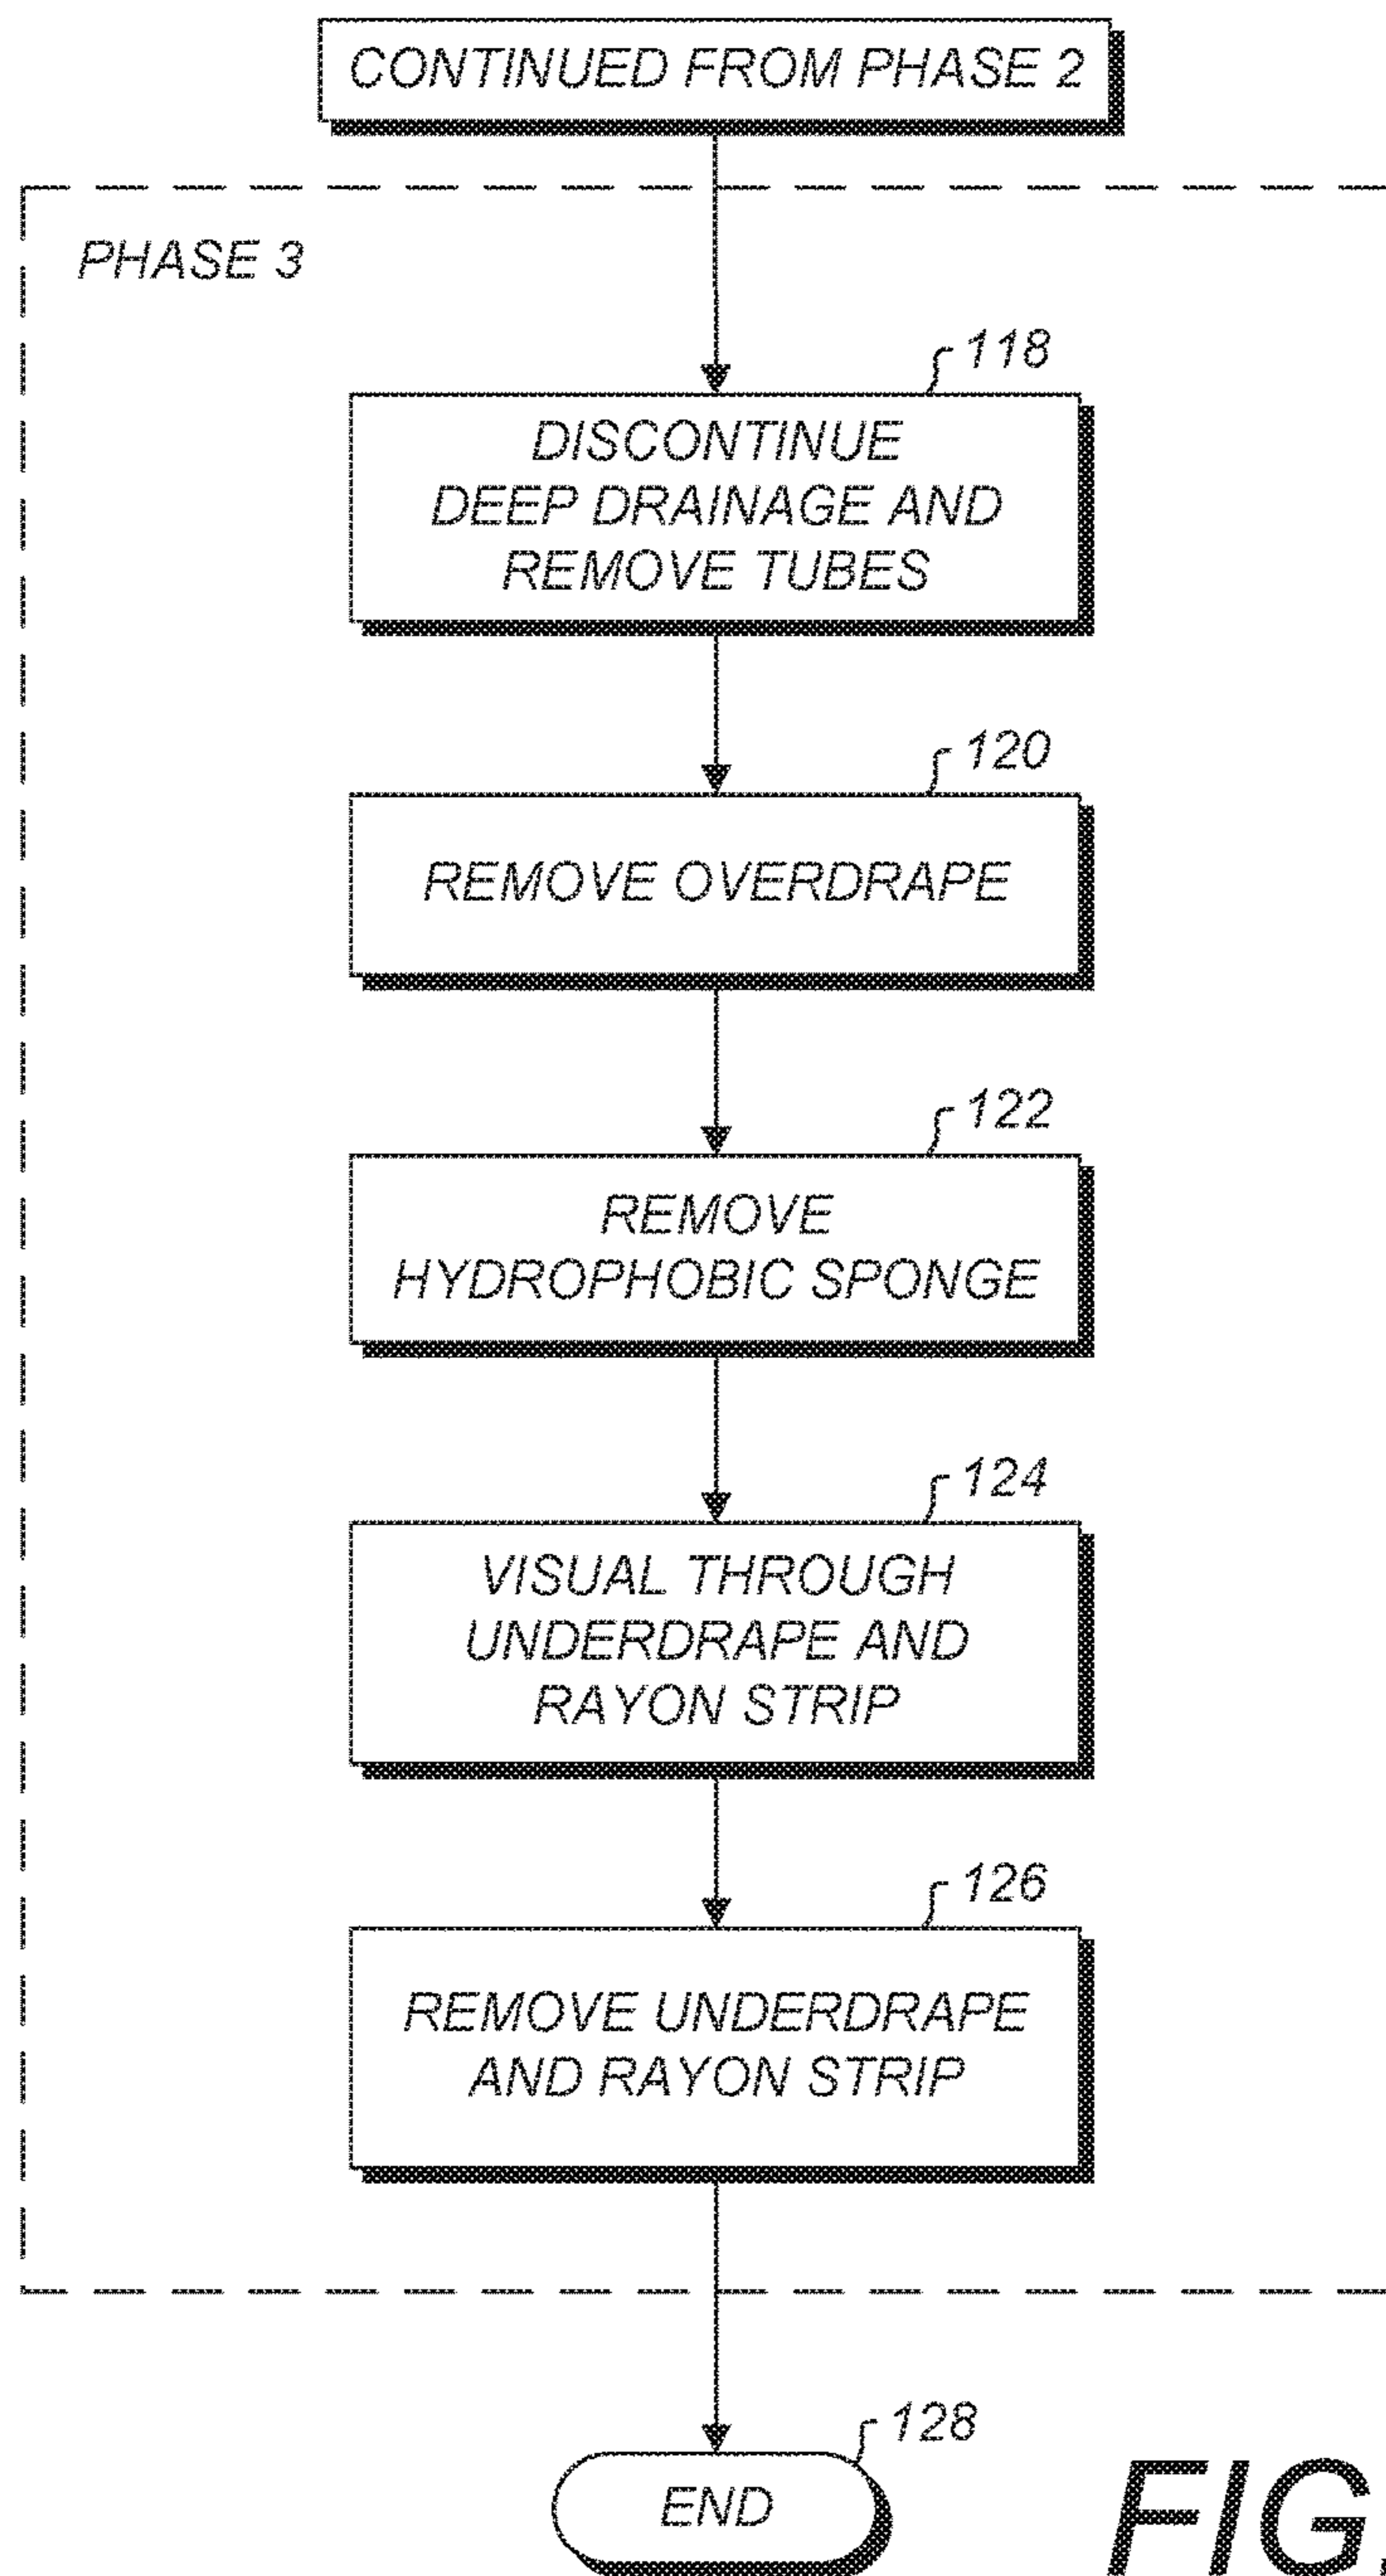 CONTINUED FROM PHASE 2
PHASE 3
118
DISCONTINUE
DEEP DRAINAGE AND
REMOVE TUBES
120
REMOVE OVERDRAPE
122
REMOVE
HYDROPHOBIC SPONGE
124
VISUAL THROUGH
UNDERDRAPE AND
RAYON STRIP
126
REMOVE UNDERDRAPE
AND RAYON STRIP
128
END
FIG.